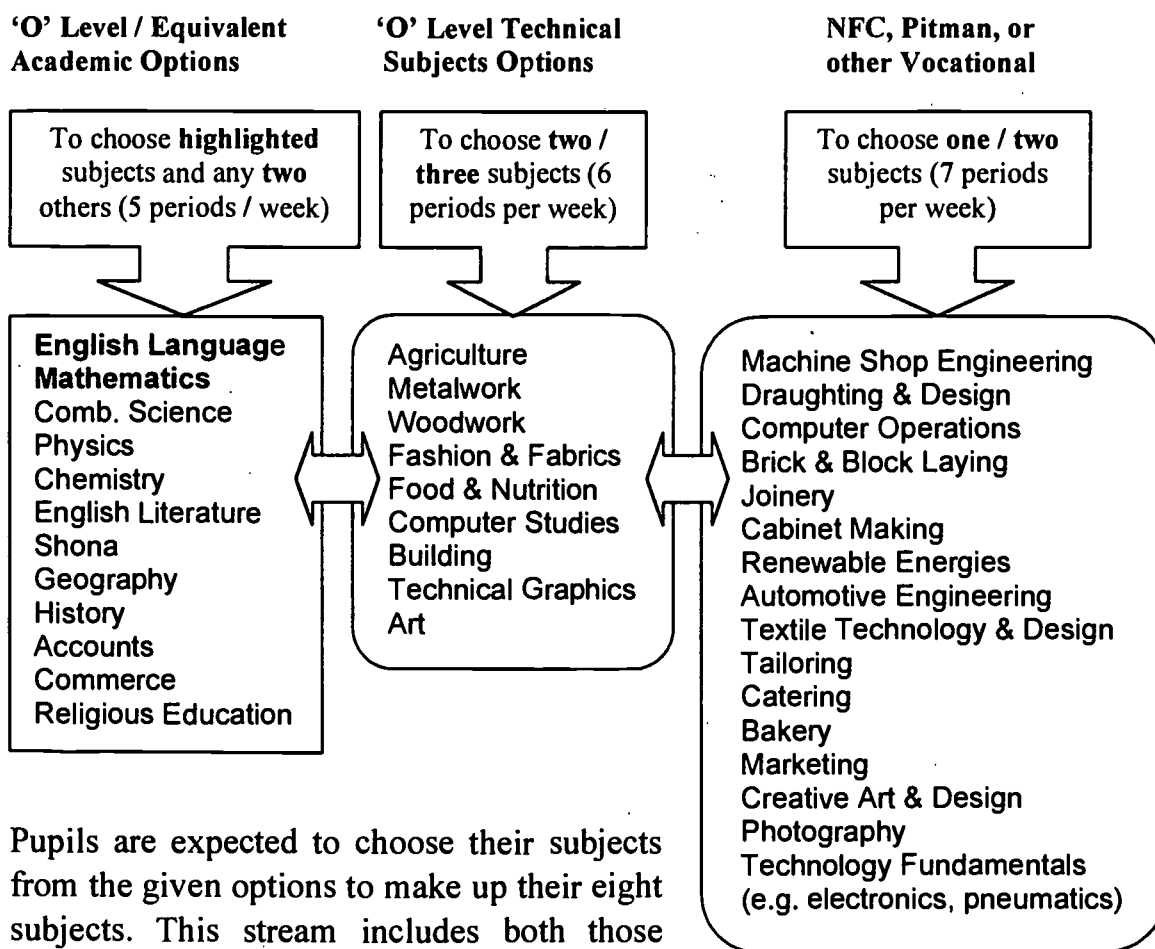 ‘O’ Level / Equivalent
Academic Options
To choose highlighted
subjects and any two
others (5 periods / week)
English Language
Mathematics
Comb. Science
Physics
Chemistry
English Literature
Shona
Geography
History
Accounts
Commerce
Religious Education
‘O’ Level Technical
Subjects Options
To choose two /
three subjects (6
periods per week)
Agriculture
Metalwork
Woodwork
Fashion & Fabrics
Food & Nutrition
Computer Studies
Building
Technical Graphics
Art
NFC, Pitman, or
other Vocational
To choose one / two
subjects (7 periods
per week)
Machine Shop Engineering
Draughting & Design
Computer Operations
Brick & Block Laying
Joinery
Cabinet Making
Renewable Energies
Automotive Engineering
Textile Technology & Design
Tailoring
Catering
Bakery
Marketing
Creative Art & Design
Photography
Technology Fundamentals
(e.g. electronics, pneumatics)
Pupils are expected to choose their subjects
from the given options to make up their eight
subjects. This stream includes both those